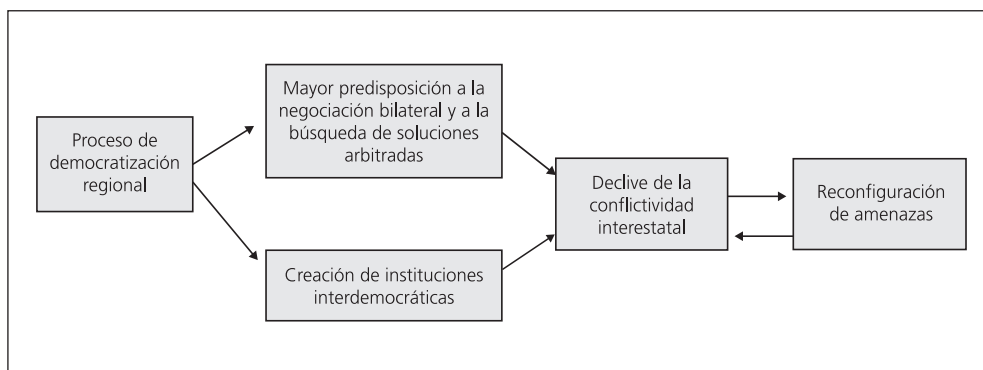 Proceso de
democratización
regional
Mayor predisposición a la
negociación bilateral y a la
búsqueda de soluciones
arbitradas
Creación de instituciones
interdemocráticas
Declive de la
conflictividad
interestatal
Reconfiguración
de amenazas